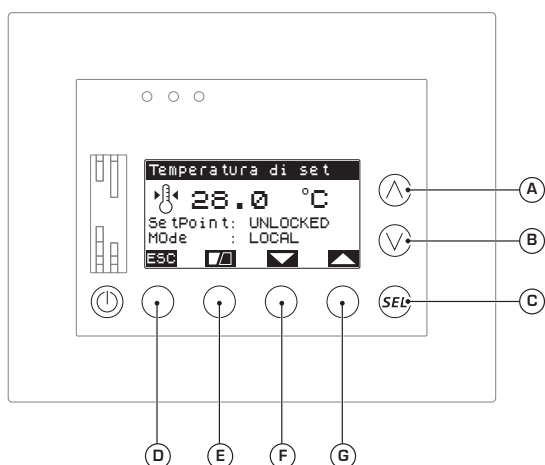 Temperatura di set
28.0 °C
SetPoint: UNLOCKED
MOde : LOCAL
ESC
SEL
A
B
C
D
E
F
G